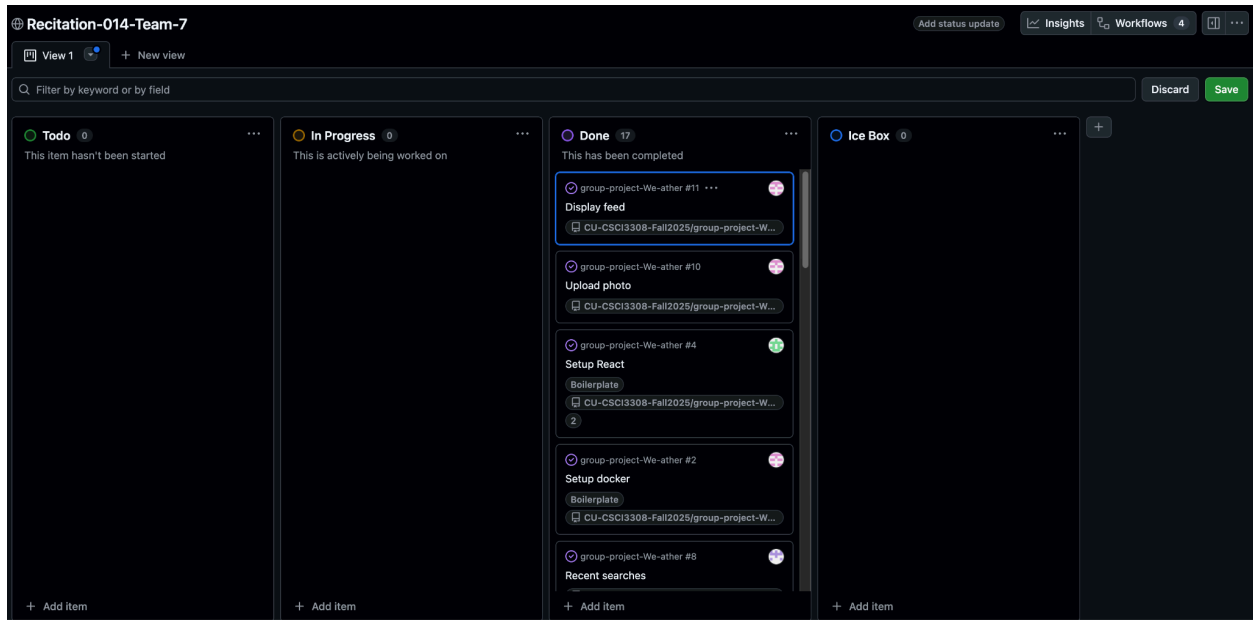 Recitation-014-Team-7
Add status update
Insights
Workflows 4
View 1
New view
Filter by keyword or by field
Discard
Save
Todo 0
This item hasn't been started
Add item
In Progress 0
This is actively being worked on
Add item
Done 17
This has been completed
group-project-We-ather #11
Display feed
CU-CSCI3308-Fall2025/group-project-W...
group-project-We-ather #10
Upload photo
CU-CSCI3308-Fall2025/group-project-W...
group-project-We-ather #4
Setup React
Boilerplate
CU-CSCI3308-Fall2025/group-project-W...
2
group-project-We-ather #2
Setup docker
Boilerplate
CU-CSCI3308-Fall2025/group-project-W...
group-project-We-ather #8
Recent searches
Add item
Ice Box 0
Add item